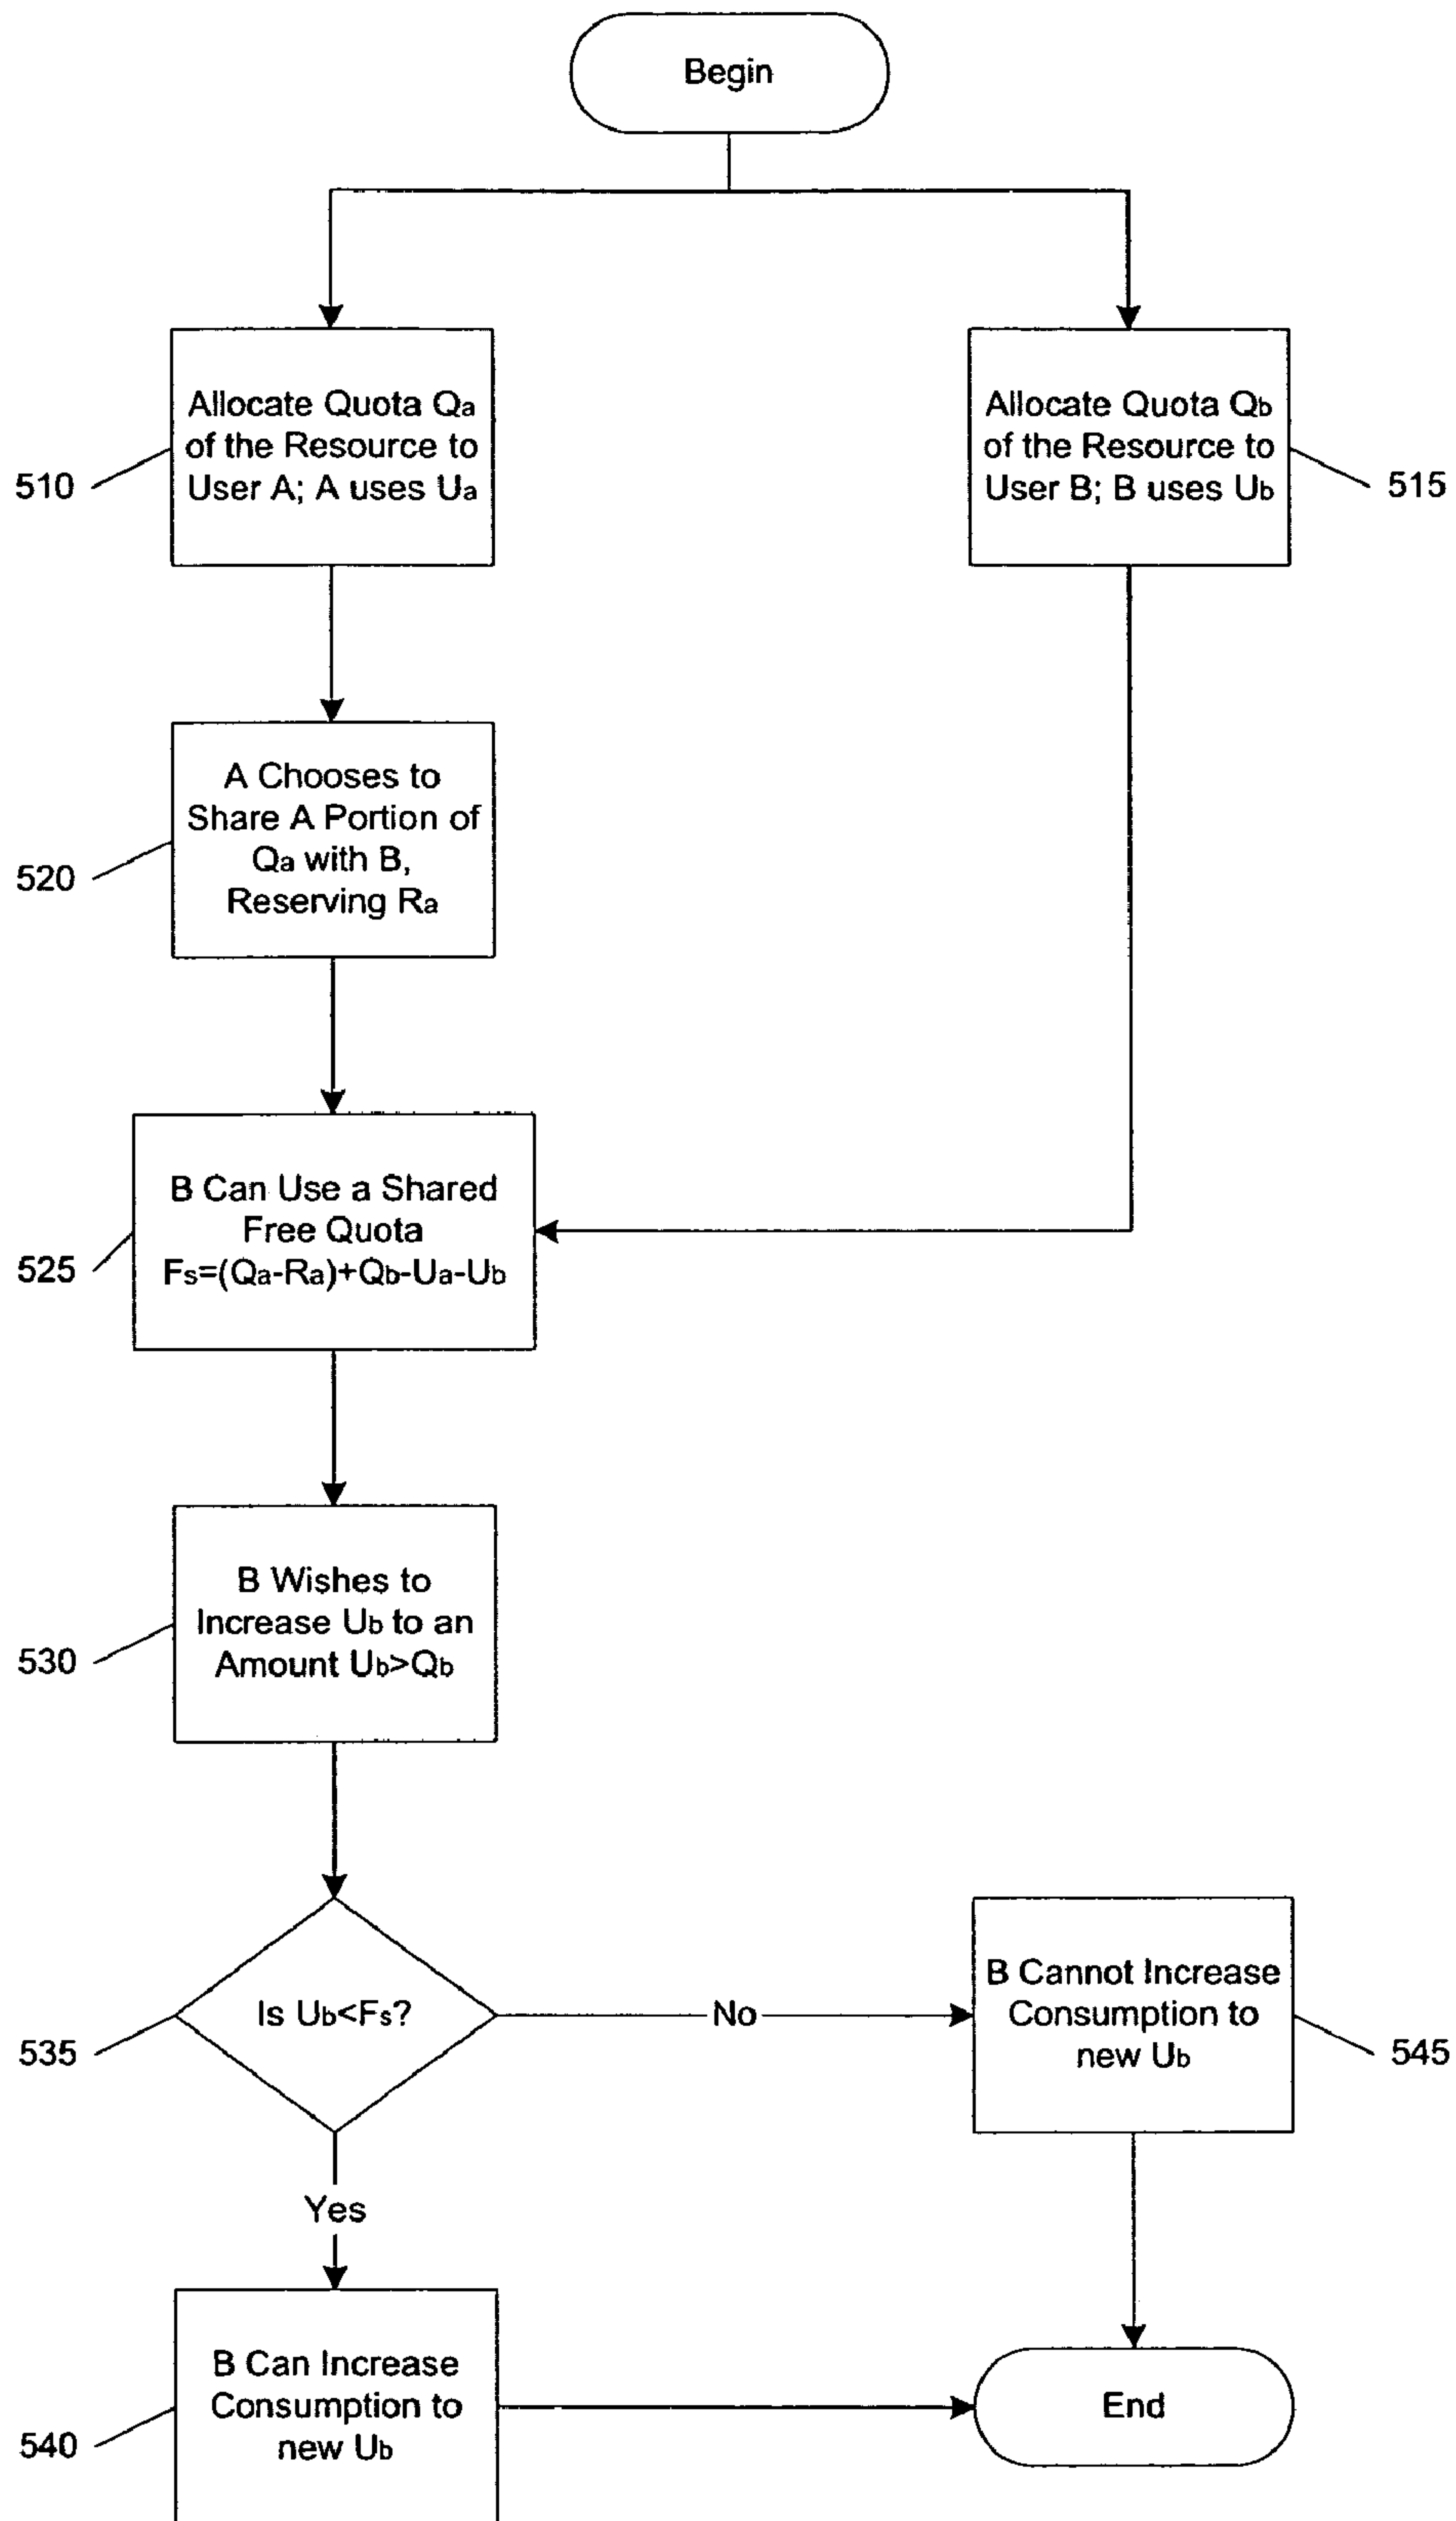 Begin
Allocate Quota Qa
of the Resource to
User A; A uses Ua
510
Allocate Quota Qb
of the Resource to
User B; B uses Ub
515
A Chooses to
Share A Portion of
Qa with B,
Reserving Ra
520
B Can Use a Shared
Free Quota
Fs=(Qa-Ra)+Qb-Ua-Ub
525
B Wishes to
Increase Ub to an
Amount Ub>Qb
530
Is Ub<Fs?
535
No
B Cannot Increase
Consumption to
new Ub
545
Yes
B Can Increase
Consumption to
new Ub
540
End